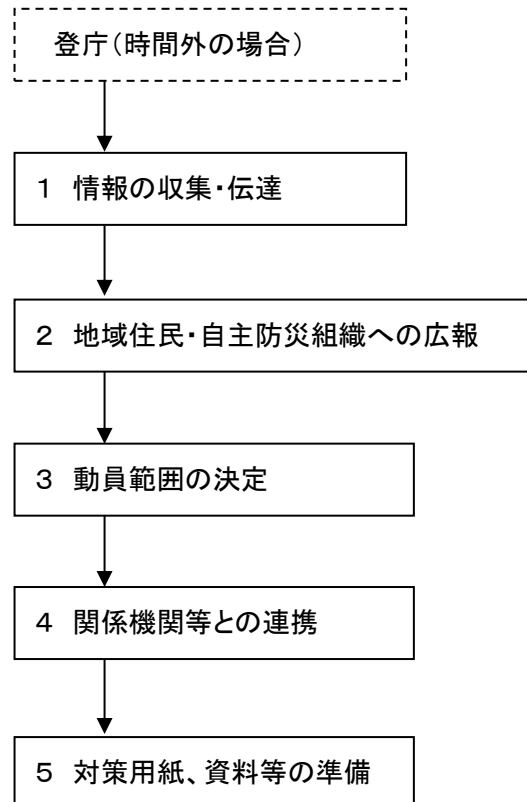 登庁（時間外の場合）
１ 情報の収集・伝達
２ 地域住民・自主防災組織への広報
３ 動員範囲の決定
４ 関係機関等との連携
５ 対策用紙、資料等の準備